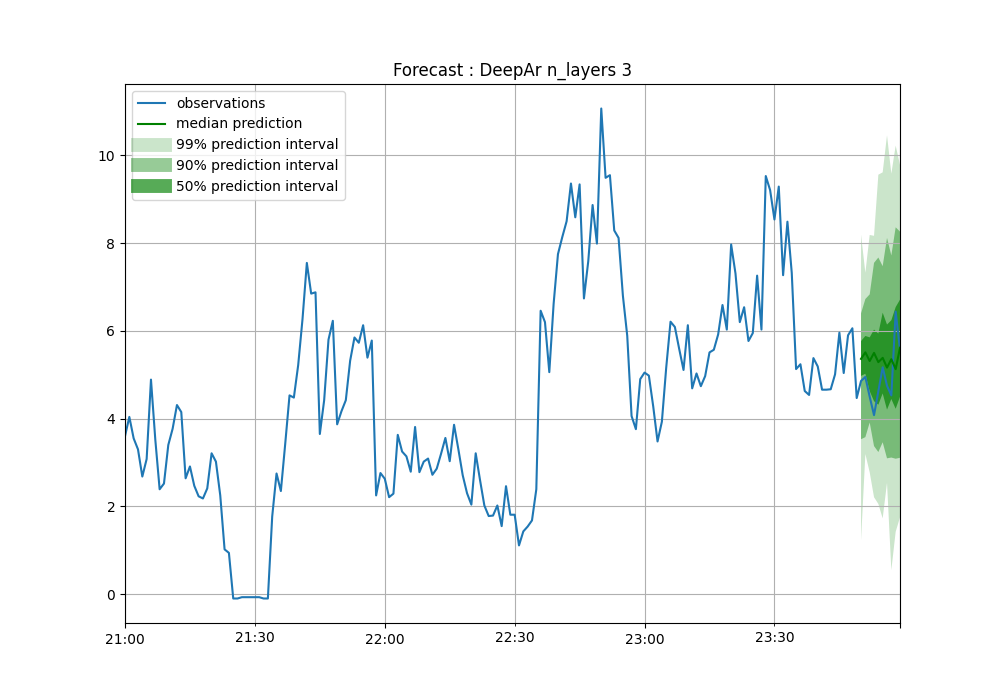 Forecast : DeepAr n_layers 3
observations
median prediction
99% prediction interval
90% prediction interval
50% prediction interval
10
8
6
4
2
0
21:00 21:30 22:00 22:30 23:00 23:30